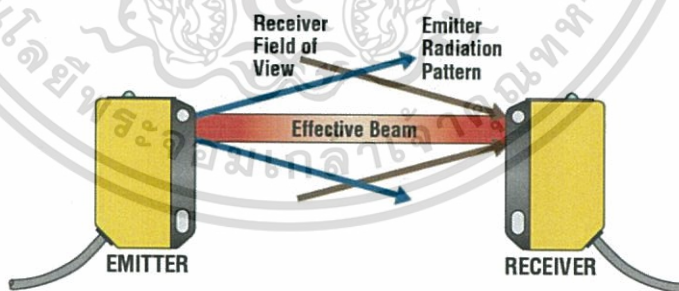 Receiver
Field of
View
Emitter
Radiation
Pattern
Effective Beam
EMITTER
RECEIVER